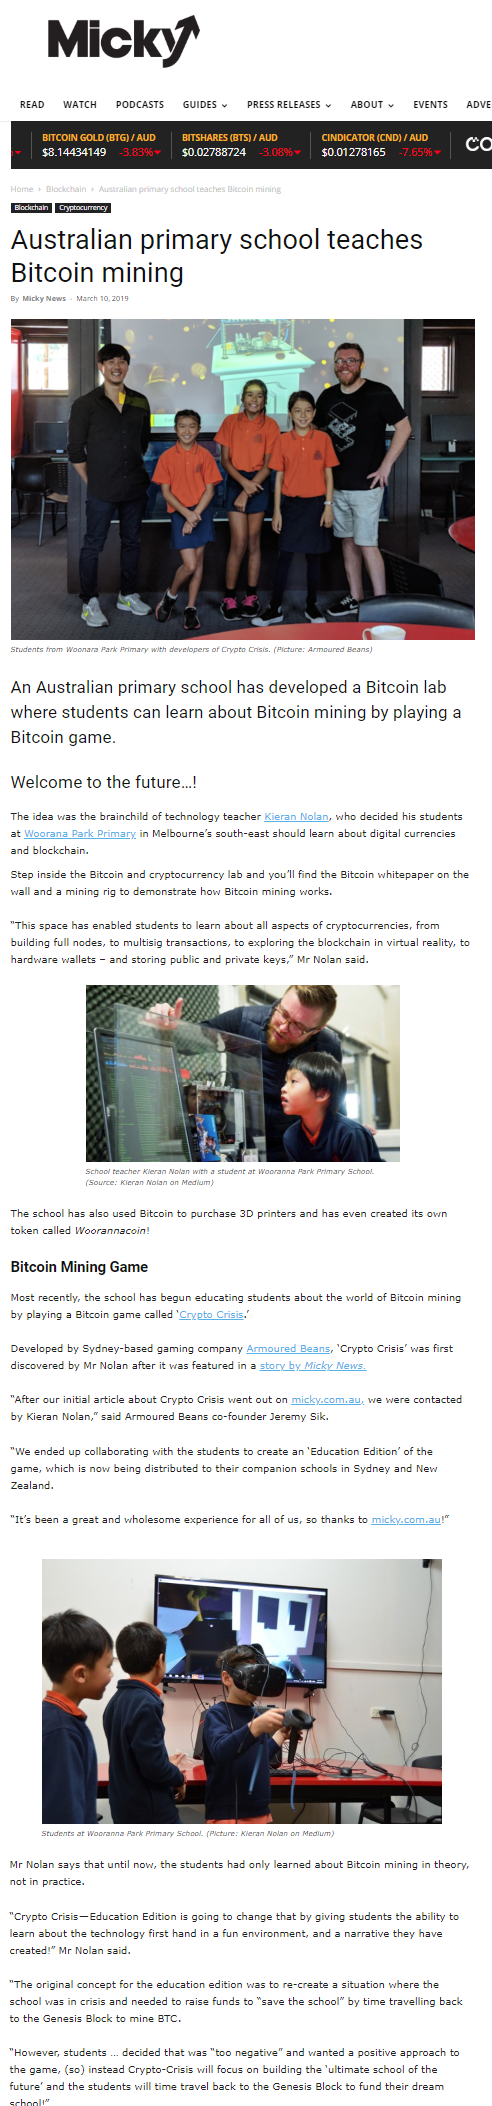 Micky
READ WATCH PODCASTS GUIDES PRESS RELEASES ABOUT EVENTS ADVE
BITCOIN GOLD (BTG) / AUD BITSHARES (BTS) / AUD CINDICATOR (CND) / AUD
$8.14434149 -3.83% $0.02788724 -3.08% $0.01278165 -7.65% CO
Home › Blockchain › Australian primary school teaches Bitcoin mining
Blockchain Cryptocurrency
Australian primary school teaches
Bitcoin mining
By Micky News - March 10, 2019
Students from Woonara Park Primary with developers of Crypto Crisis. (Picture: Armoured Beans)
An Australian primary school has developed a Bitcoin lab
where students can learn about Bitcoin mining by playing a
Bitcoin game.
Welcome to the future…!
The idea was the brainchild of technology teacher Kieran Nolan, who decided his students
at Woorana Park Primary in Melbourne’s south-east should learn about digital currencies
and blockchain.
Step inside the Bitcoin and cryptocurrency lab and you’ll find the Bitcoin whitepaper on the
wall and a mining rig to demonstrate how Bitcoin mining works.
“This space has enabled students to learn about all aspects of cryptocurrencies, from
building full nodes, to multisig transactions, to exploring the blockchain in virtual reality, to
hardware wallets – and storing public and private keys,” Mr Nolan said.
School teacher Kieran Nolan with a student at Wooranna Park Primary School.
(Source: Kieran Nolan on Medium)
The school has also used Bitcoin to purchase 3D printers and has even created its own
token called Woorannacoin!
Bitcoin Mining Game
Most recently, the school has begun educating students about the world of Bitcoin mining
by playing a Bitcoin game called ‘Crypto Crisis.’
Developed by Sydney-based gaming company Armoured Beans, ‘Crypto Crisis’ was first
discovered by Mr Nolan after it was featured in a story by Micky News.
“After our initial article about Crypto Crisis went out on micky.com.au, we were contacted
by Kieran Nolan,” said Armoured Beans co-founder Jeremy Sik.
“We ended up collaborating with the students to create an ‘Education Edition’ of the
game, which is now being distributed to their companion schools in Sydney and New
Zealand.
“It’s been a great and wholesome experience for all of us, so thanks to micky.com.au!”
Students at Wooranna Park Primary School. (Picture: Kieran Nolan on Medium)
Mr Nolan says that until now, the students had only learned about Bitcoin mining in theory,
not in practice.
“Crypto Crisis—Education Edition is going to change that by giving students the ability to
learn about the technology first hand in a fun environment, and a narrative they have
created!” Mr Nolan said.
“The original concept for the education edition was to re-create a situation where the
school was in crisis and needed to raise funds to “save the school” by time travelling back
to the Genesis Block to mine BTC.
“However, students … decided that was “too negative” and wanted a positive approach to
the game, (so) instead Crypto-Crisis will focus on building the ‘ultimate school of the
future’ and the students will time travel back to the Genesis Block to fund their dream
school!”